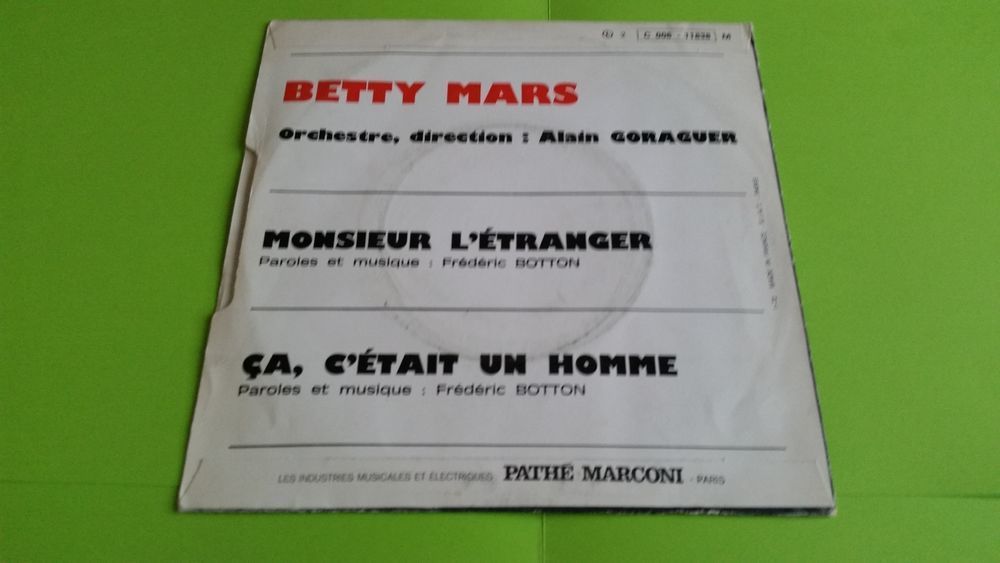 BETTY MARS
Orchestre, direction : Alain GORAGUER
MONSIEUR L'ÉTRANGER
Paroles et musique : Frédéric BOTTON
ÇA, C'ÉTAIT UN HOMME
Paroles et musique : Frédéric BOTTON
LES INDUSTRIES MUSICALES ET ÉLECTRIQUES PATHÉ MARCONI - PARIS